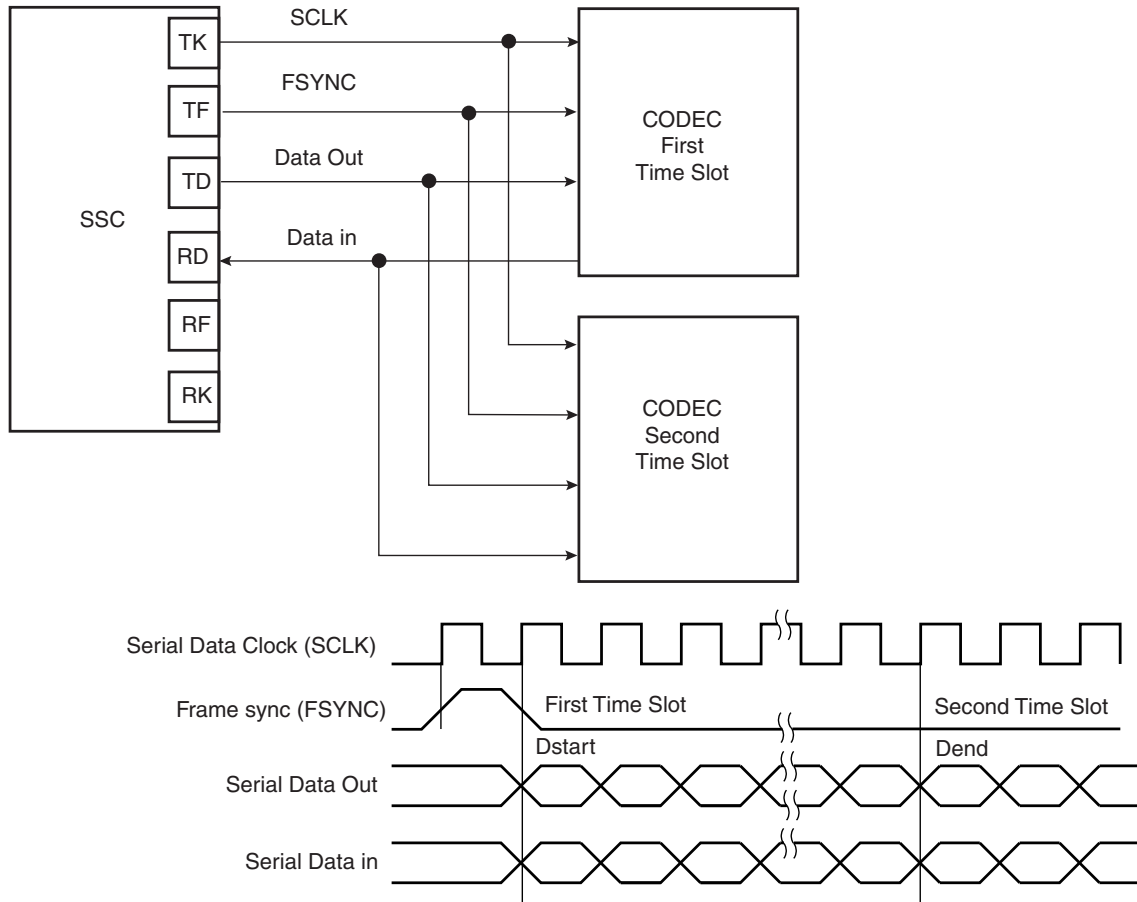 SCLK
TK
FSYNC
TF
CODEC
First
Time Slot
Data Out
TD
SSC
Data in
RD
RF
RK
CODEC
Second
Time Slot
Serial Data Clock (SCLK)
Frame sync (FSYNC)
First Time Slot
Second Time Slot
Dstart
Dend
Serial Data Out
Serial Data in